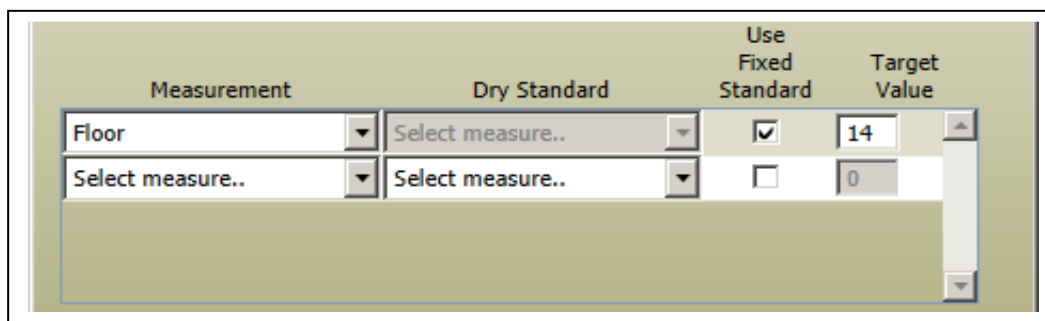 Use
Fixed Target
Measurement Dry Standard Standard Value
Floor Select measure.. 14
Select measure.. Select measure.. 0